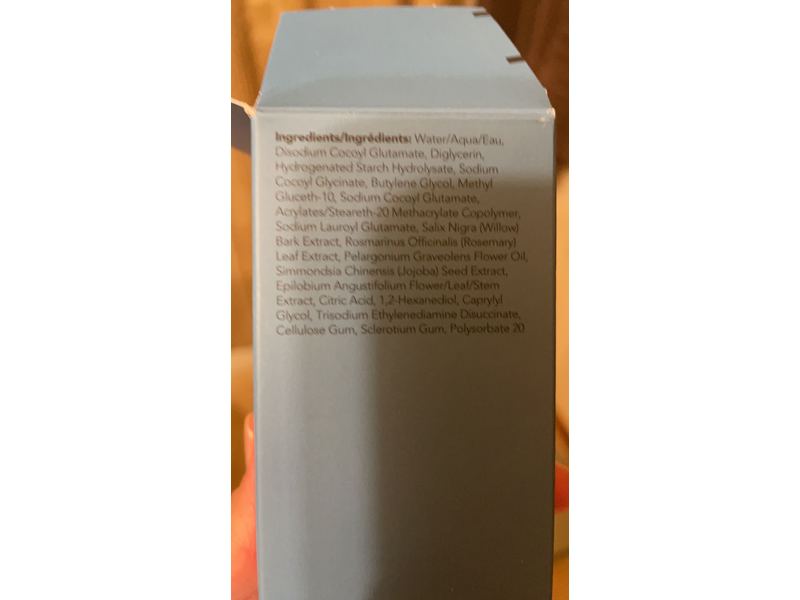 Ingredients/Ingrédients: Water/Aqua/Eau,
Disodium Cocoyl Glutamate, Diglycerin,
Hydrogenated Starch Hydrolysate, Sodium
Cocoyl Glycinate, Butylene Glycol, Methyl
Gluceth-10, Sodium Cocoyl Glutamate,
Acrylates/Steareth-20 Methacrylate Copolymer,
Sodium Lauroyl Glutamate, Salix Nigra (Willow)
Bark Extract, Rosmarinus Officinalis (Rosemary)
Leaf Extract, Pelargonium Graveolens Flower Oil,
Simmondsia Chinensis (Jojoba) Seed Extract,
Epilobium Angustifolium Flower/Leaf/Stem
Extract, Citric Acid, 1,2-Hexanediol, Caprylyl
Glycol, Trisodium Ethylenediamine Disuccinate,
Cellulose Gum, Sclerotium Gum, Polysorbate 20